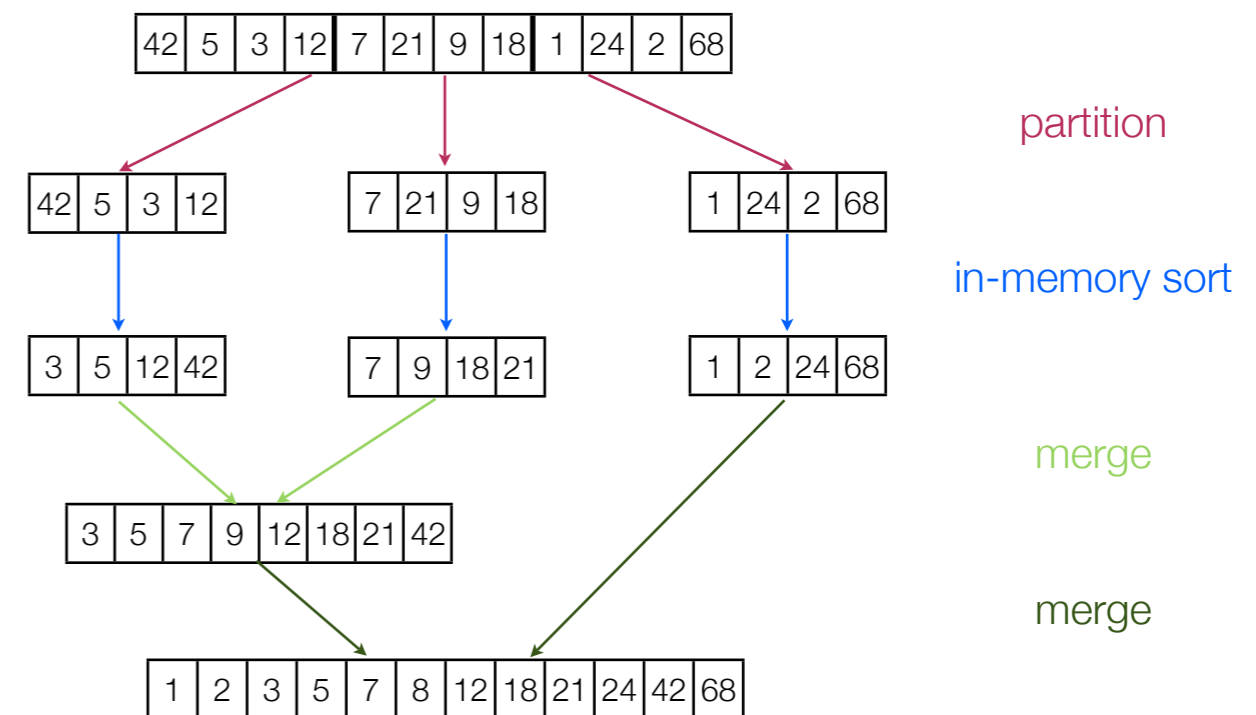 42 5 3 12 7 21 9 18 1 24 2 68
partition
42 5 3 12
7 21 9 18
1 24 2 68
in-memory sort
3 5 12 42
7 9 18 21
1 2 24 68
merge
3 5 7 9 12 18 21 42
merge
1 2 3 5 7 8 12 18 21 24 42 68